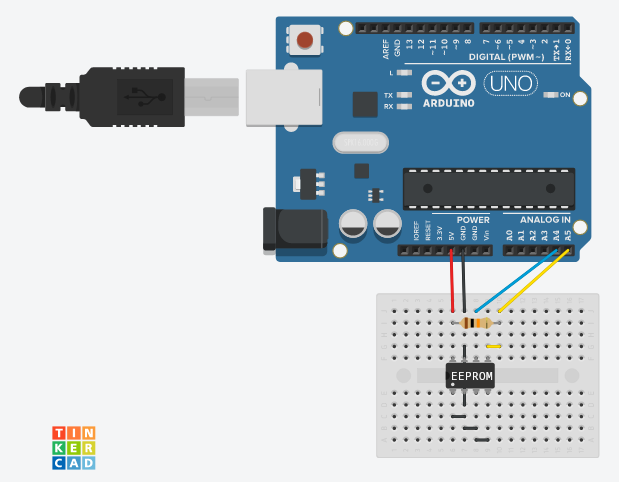 AREF
GND
13
12
~11
~10
~9
8
7
~6
~5
4
~3
2
TX→1
RX←0
DIGITAL (PWM ~)
L
TX
RX
ARDUINO
UNO
ON
POWER
ANALOG IN
IOREF
RESET
3.3V
5V
GND
GND
Vin
A0
A1
A2
A3
A4
A5
EEPROM
TIN
KER
CAD